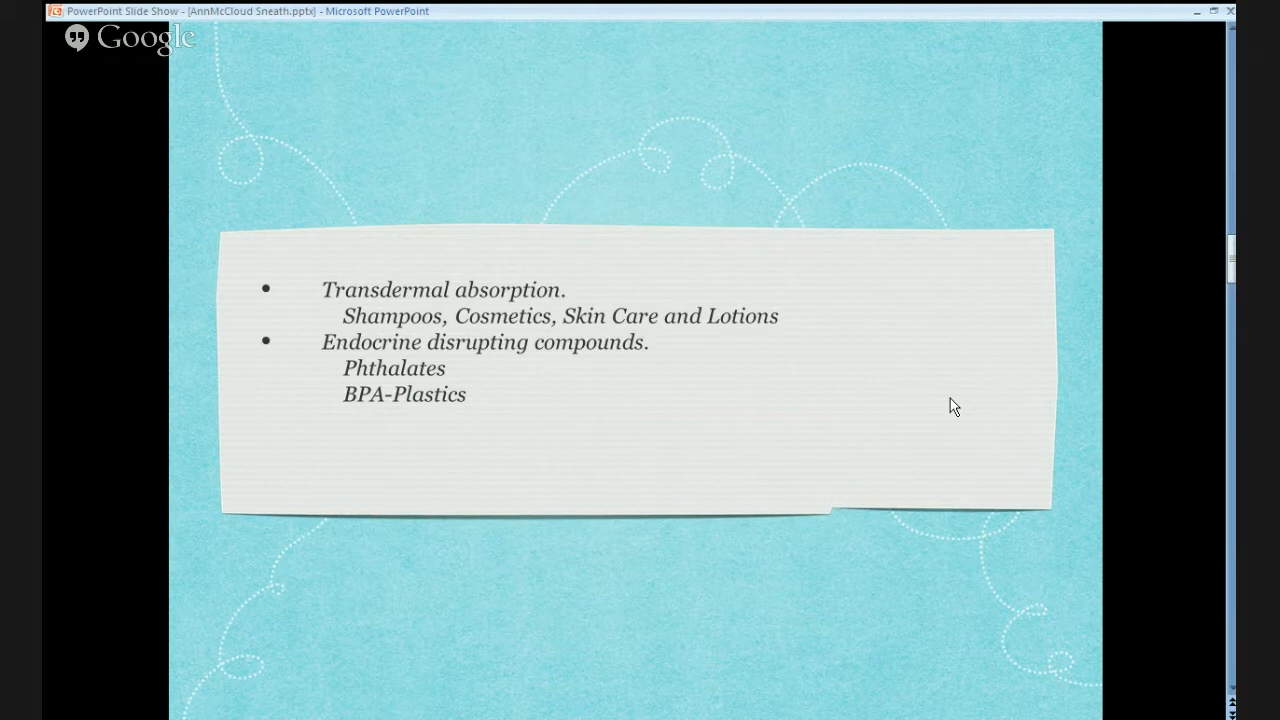 PowerPoint Slide Show - [AnnMcCloud Sneath.pptx] - Microsoft PowerPoint
Google
• Transdermal absorption.
Shampoos, Cosmetics, Skin Care and Lotions
• Endocrine disrupting compounds.
Phthalates
BPA-Plastics